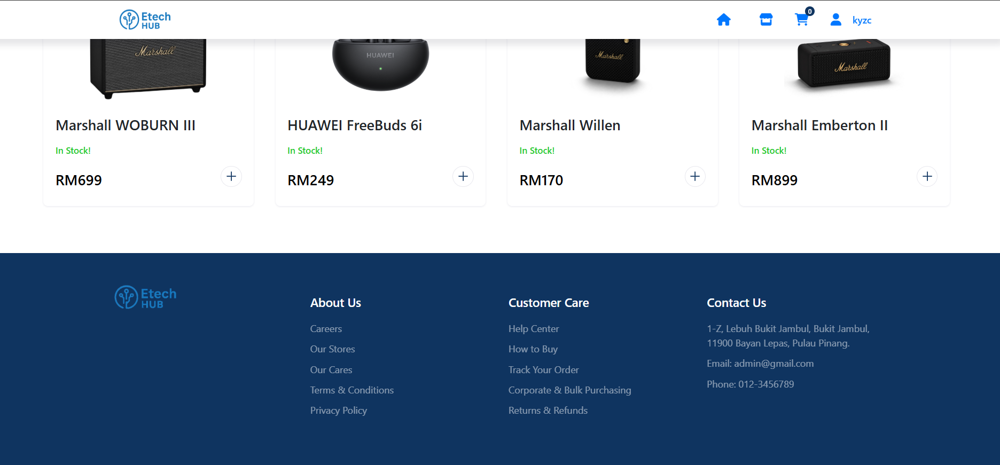 Etech
HUB
0
kyzc
Marshall
HUAWEI
Marshall
Marshall
Marshall WOBURN III
HUAWEI FreeBuds 6i
Marshall Willen
Marshall Emberton II
In Stock!
In Stock!
In Stock!
In Stock!
RM699
RM249
RM170
RM899
Etech
HUB
About Us
Careers
Our Stores
Our Cares
Terms & Conditions
Privacy Policy
Customer Care
Help Center
How to Buy
Track Your Order
Corporate & Bulk Purchasing
Returns & Refunds
Contact Us
1-Z, Lebuh Bukit Jambul, Bukit Jambul,
11900 Bayan Lepas, Pulau Pinang.
Email: admin@gmail.com
Phone: 012-3456789